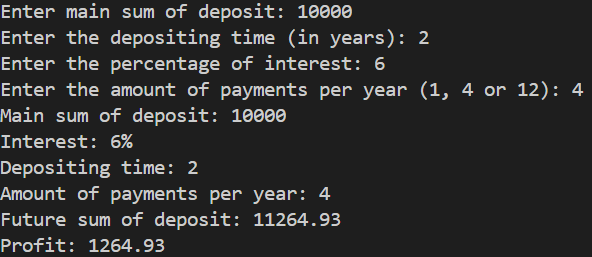 Enter main sum of deposit: 10000
Enter the depositing time (in years): 2
Enter the percentage of interest: 6
Enter the amount of payments per year (1, 4 or 12): 4
Main sum of deposit: 10000
Interest: 6%
Depositing time: 2
Amount of payments per year: 4
Future sum of deposit: 11264.93
Profit: 1264.93